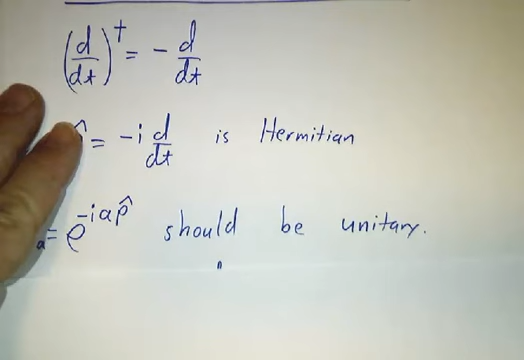 (d/dt)† = - d/dt
^ = -i d/dt is Hermitian
a = e^{-iap̂} should be unitary.